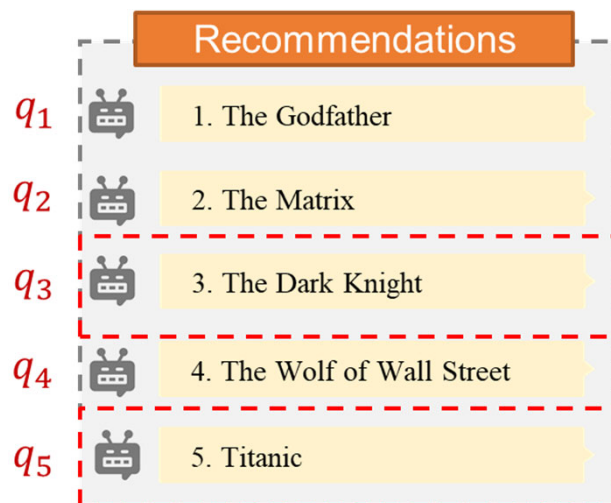 Recommendations
q1 1. The Godfather
q2 2. The Matrix
q3 3. The Dark Knight
q4 4. The Wolf of Wall Street
q5 5. Titanic